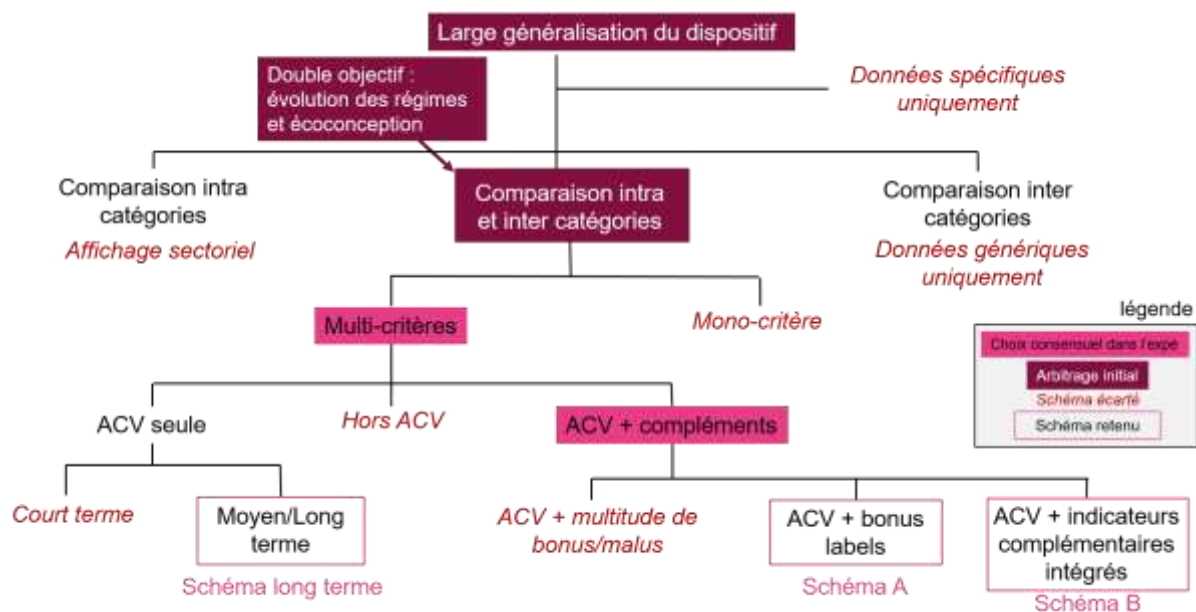 Large généralisation du dispositif
Double objectif :
évolution des régimes
et écoconception
Données spécifiques
uniquement
Comparaison intra
catégories
Affichage sectoriel
Comparaison intra
et inter catégories
Comparaison inter
catégories
Données génériques
uniquement
Multi-critères
Mono-critère
légende
Choix consensuel dans l'expé
Arbitrage initial
Schéma écarté
Schéma retenu
ACV seule
Hors ACV
ACV + compléments
Court terme
Moyen/Long
terme
Schéma long terme
ACV + multitude de
bonus/malus
ACV + bonus
labels
Schéma A
ACV + indicateurs
complémentaires
intégrés
Schéma B